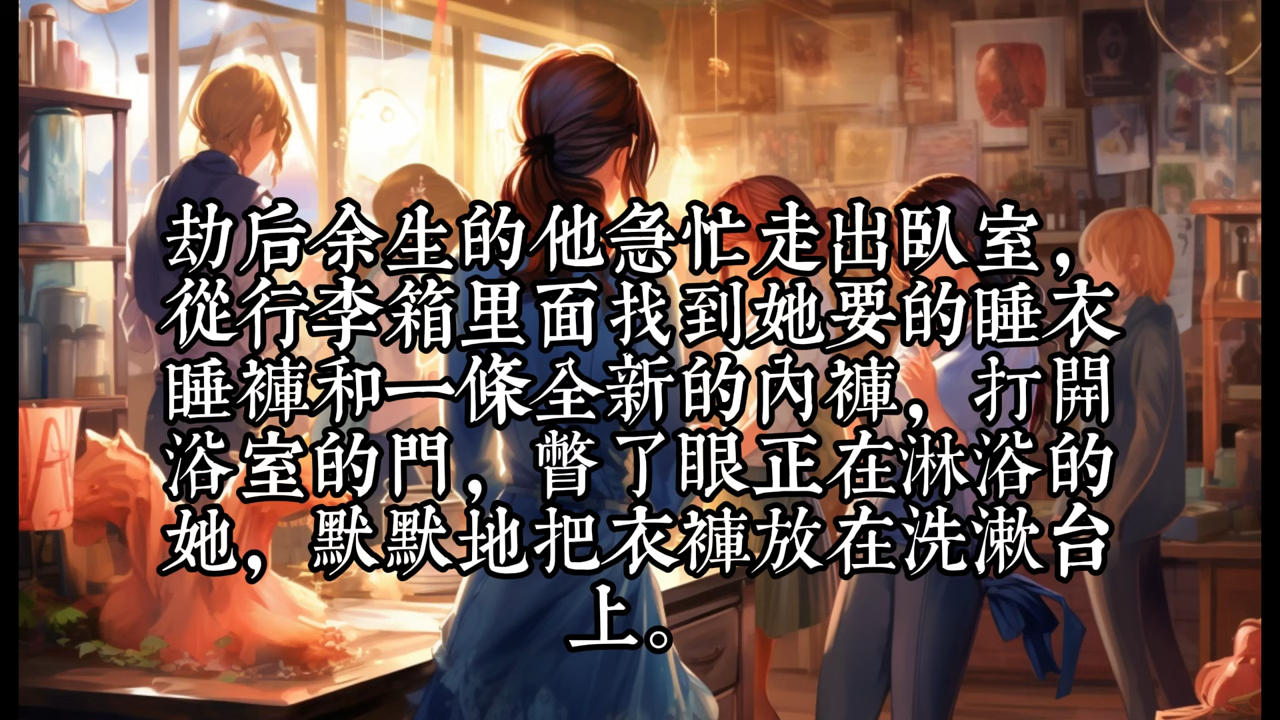 劫后余生的他急忙走出臥室，
從行李箱里面找到她要的睡衣
睡褲和一條全新的內褲，打開
浴室的門，瞥了眼正在淋浴的
她，默默地把衣褲放在洗漱台
上。